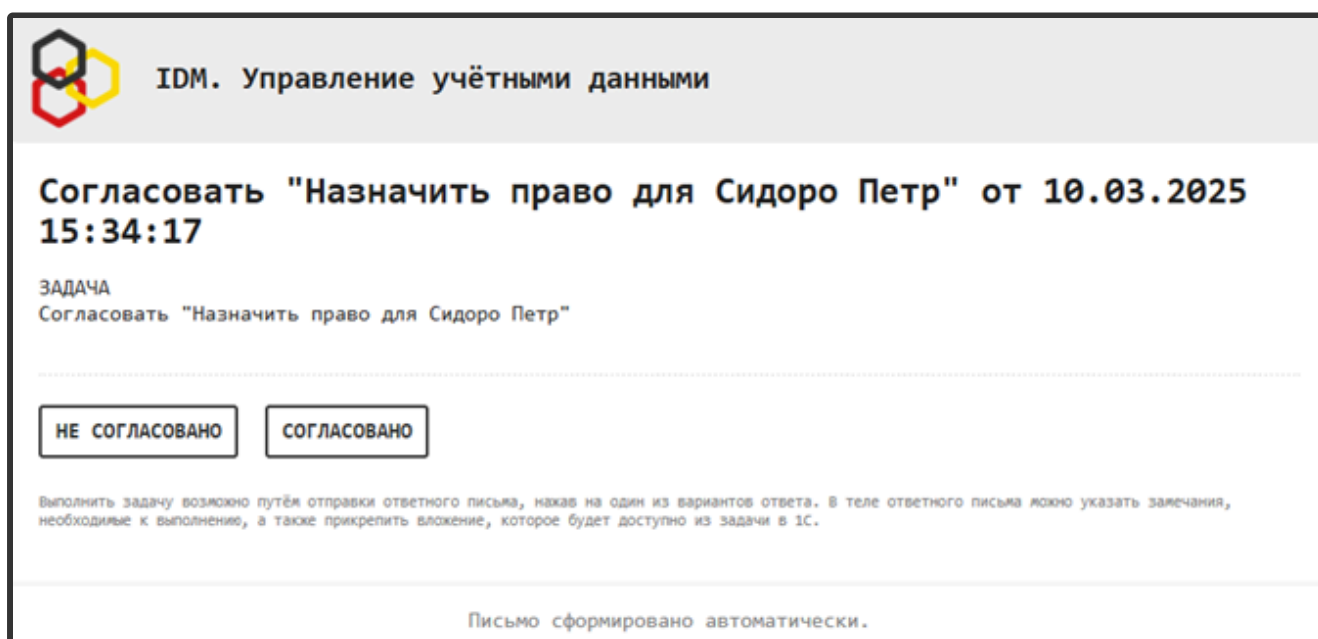 IDM. Управление учётными данными
Согласовать "Назначить право для Сидоро Петр" от 10.03.2025
15:34:17
ЗАДАЧА
Согласовать "Назначить право для Сидоро Петр"
НЕ СОГЛАСОВАНО СОГЛАСОВАНО
Выполнить задачу возможно путём отправки ответного письма, нажав на один из вариантов ответа. В теле ответного письма можно указать замечания,
необходимые к выполнению, а также прикрепить вложение, которое будет доступно из задачи в 1С.
Письмо сформировано автоматически.